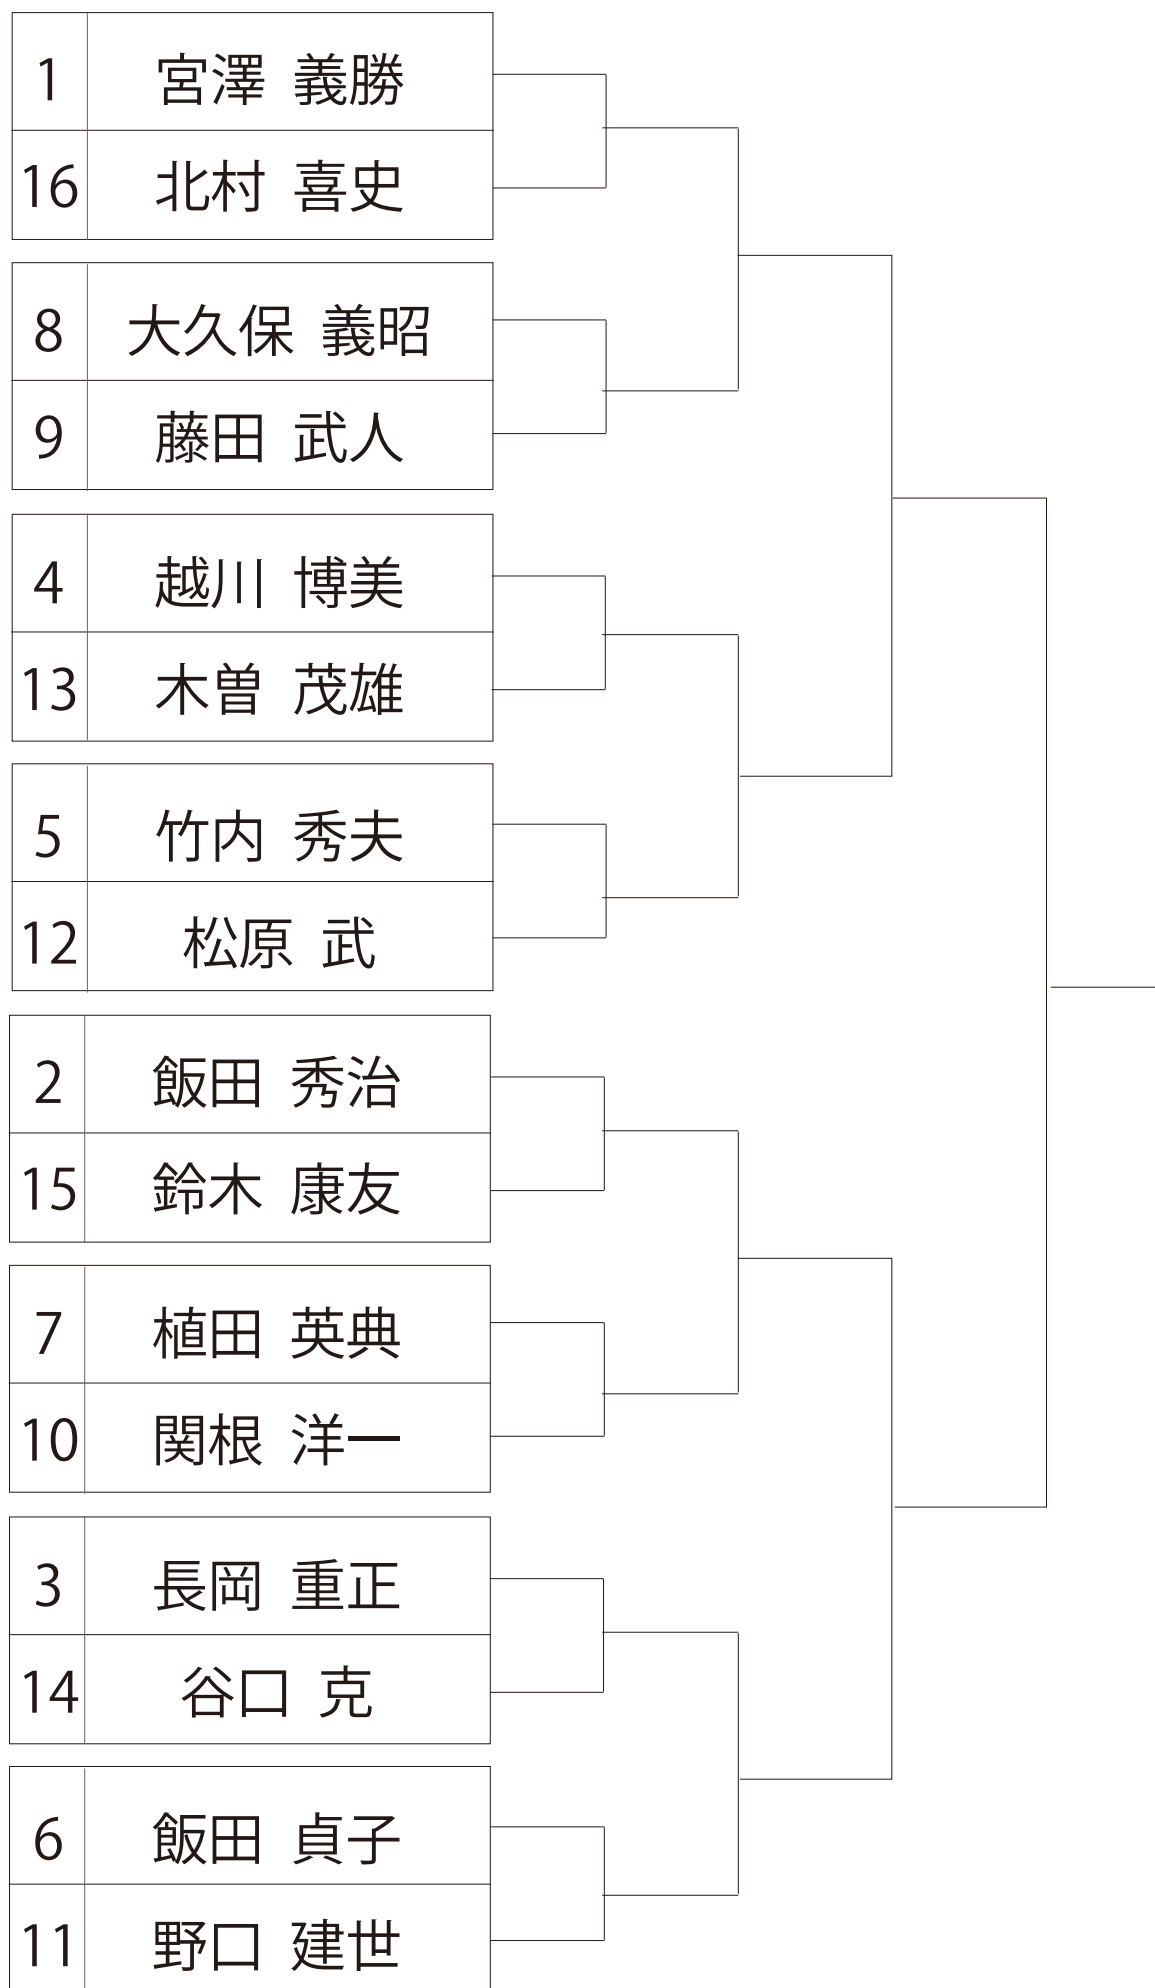 1 宮澤 義勝
16 北村 喜史
8 大久保 義昭
9 藤田 武人
4 越川 博美
13 木曽 茂雄
5 竹内 秀夫
12 松原 武
2 飯田 秀治
15 鈴木 康友
7 植田 英典
10 関根 洋一
3 長岡 重正
14 谷口 克
6 飯田 貞子
11 野口 建世